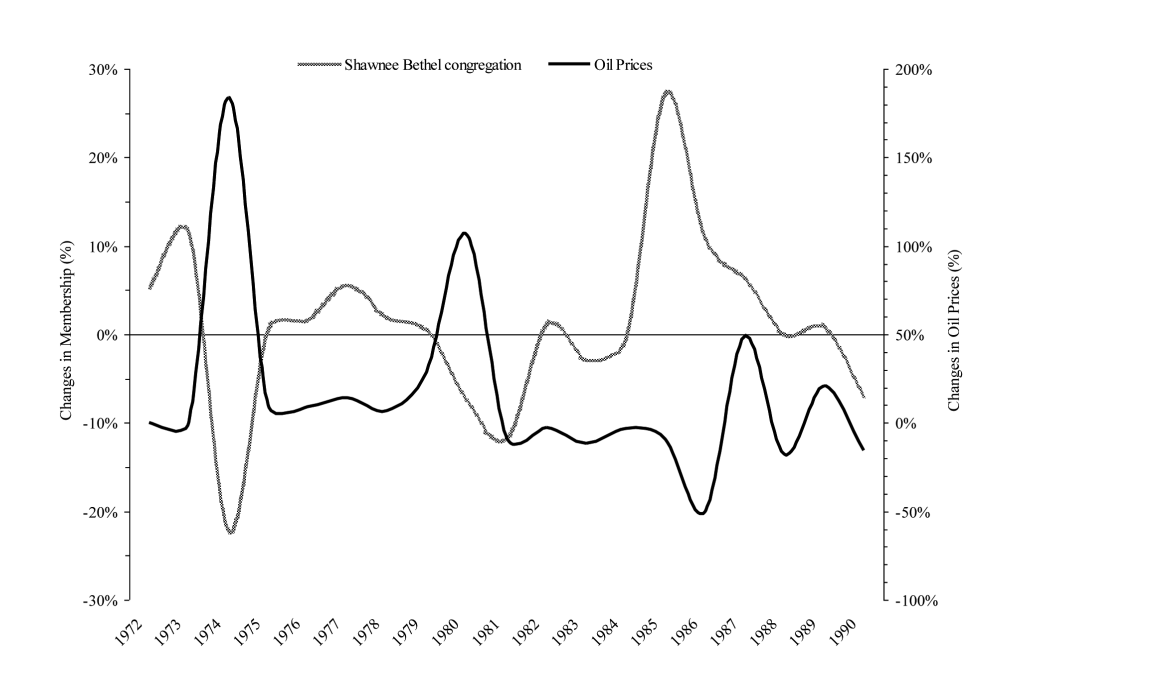 Shawnee Bethel congregation Oil Prices
30% 200%
20% 150%
10% 100%
0% 50%
-10% 0%
-20% -50%
-30% -100%
Changes in Membership (%)
Changes in Oil Prices (%)
1972 1973 1974 1975 1976 1977 1978 1979 1980 1981 1982 1983 1984 1985 1986 1987 1988 1989 1990